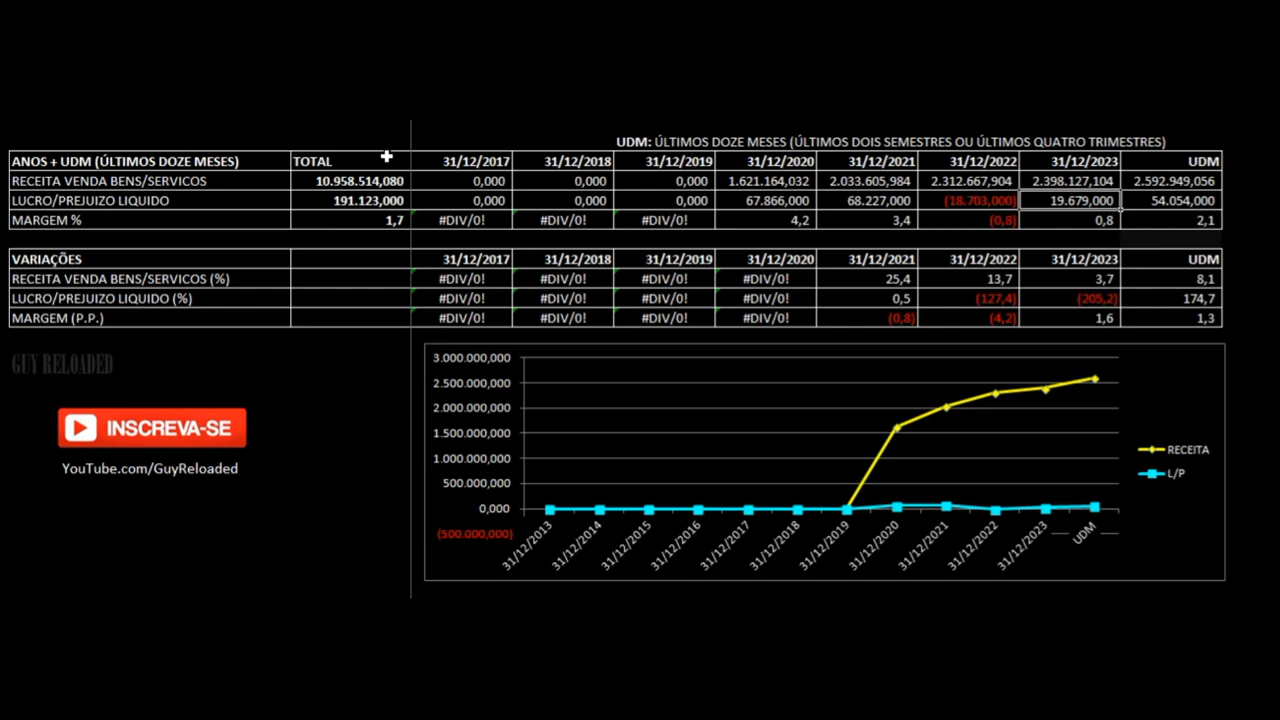 UDM: ÚLTIMOS DOZE MESES (ÚLTIMOS DOIS SEMESTRES OU ÚLTIMOS QUATRO TRIMESTRES)
ANOS + UDM (ÚLTIMOS DOZE MESES) TOTAL 31/12/2017 31/12/2018 31/12/2019 31/12/2020 31/12/2021 31/12/2022 31/12/2023 UDM
RECEITA VENDA BENS/SERVICOS 10.958.514,080 0,000 0,000 0,000 1.621.164,032 2.033.605,984 2.312.667,904 2.398.127,104 2.592.949,056
LUCRO/PREJUIZO LIQUIDO 191.123,000 0,000 0,000 0,000 67.866,000 68.227,000 (18.703,000) 19.679,000 54.054,000
MARGEM % 1,7 #DIV/0! #DIV/0! #DIV/0! 4,2 3,4 (0,8) 0,8 2,1
VARIAÇÕES 31/12/2017 31/12/2018 31/12/2019 31/12/2020 31/12/2021 31/12/2022 31/12/2023 UDM
RECEITA VENDA BENS/SERVICOS (%) #DIV/0! #DIV/0! #DIV/0! #DIV/0! 25,4 13,7 3,7 8,1
LUCRO/PREJUIZO LIQUIDO (%) #DIV/0! #DIV/0! #DIV/0! #DIV/0! 0,5 (127,4) (205,2) 174,7
MARGEM (P.P.) #DIV/0! #DIV/0! #DIV/0! #DIV/0! (0,8) (4,2) 1,6 1,3
GUY RELOADED
INSCREVA-SE
YouTube.com/GuyReloaded
3.000.000,000
2.500.000,000
2.000.000,000
1.500.000,000
1.000.000,000
500.000,000
0,000
(500.000,000)
31/12/2013 31/12/2014 31/12/2015 31/12/2016 31/12/2017 31/12/2018 31/12/2019 31/12/2020 31/12/2021 31/12/2022 31/12/2023 UDM
RECEITA
L/P